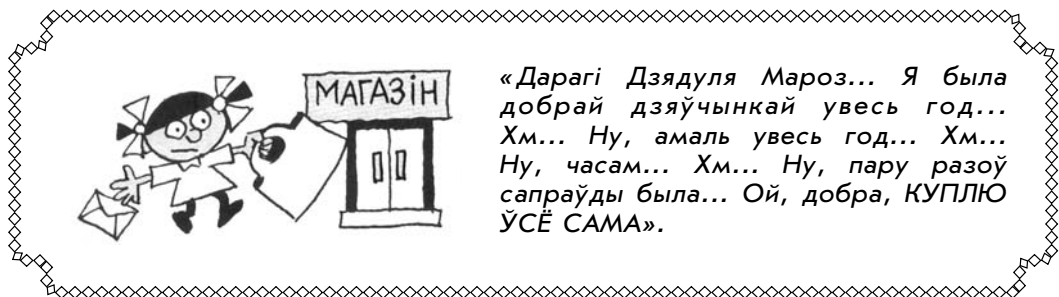 МАГАЗІН
«Дарагі Дзядуля Мароз... Я была
добрай дзяўчынкай увесь год...
Хм... Ну, амаль увесь год... Хм...
Ну, часам... Хм... Ну, пару разоў
сапраўды была... Ой, добра, КУПЛЮ
ЎСЁ САМА».